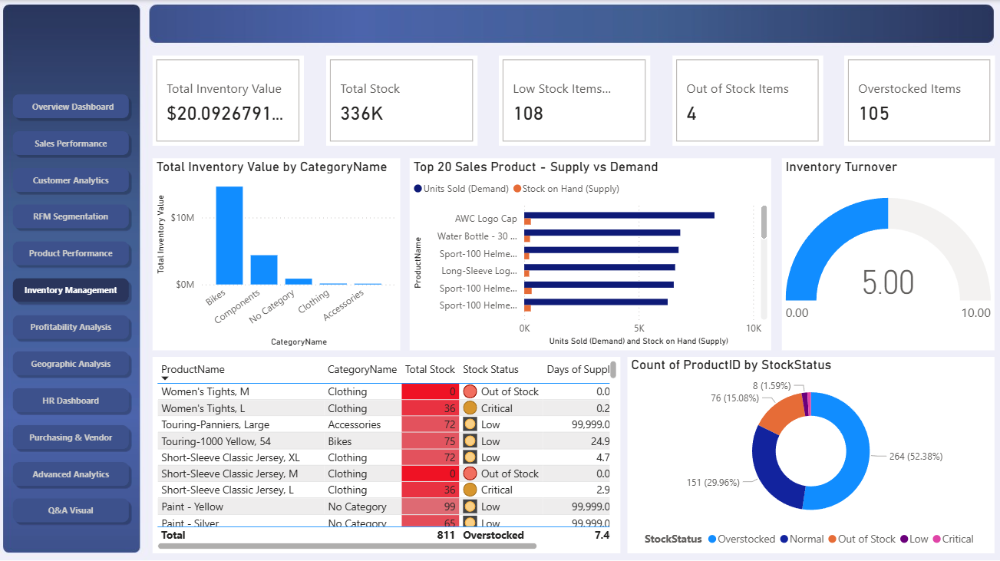 Overview Dashboard
Sales Performance
Customer Analytics
RFM Segmentation
Product Performance
Inventory Management
Profitability Analysis
Geographic Analysis
HR Dashboard
Purchasing & Vendor
Advanced Analytics
Q&A Visual
Total Inventory Value
$20.0926791...
Total Stock
336K
Low Stock Items...
108
Out of Stock Items
4
Overstocked Items
105
Total Inventory Value by CategoryName
Total Inventory Value
$10M
$0M
Bikes
Components
No Category
Clothing
Accessories
CategoryName
Top 20 Sales Product - Supply vs Demand
Units Sold (Demand) Stock on Hand (Supply)
ProductName
AWC Logo Cap
Water Bottle - 30 ...
Sport-100 Helme...
Long-Sleeve Log...
Sport-100 Helme...
Sport-100 Helme...
0K 5K 10K
Units Sold (Demand) and Stock on Hand (Supply)
Inventory Turnover
5.00
0.00 10.00
ProductName CategoryName Total Stock Stock Status Days of Suppl
Women's Tights, M Clothing 0 Out of Stock 0.0
Women's Tights, L Clothing 36 Critical 0.2
Touring-Panniers, Large Accessories 72 Low 99,999.0
Touring-1000 Yellow, 54 Bikes 75 Low 24.9
Short-Sleeve Classic Jersey, XL Clothing 72 Low 4.7
Short-Sleeve Classic Jersey, M Clothing 0 Out of Stock 0.0
Short-Sleeve Classic Jersey, L Clothing 36 Critical 2.9
Paint - Yellow No Category 99 Low 99,999.0
Paint - Silver No Category 65 Low 99,999.0
Total 811 Overstocked 7.4
Count of ProductID by StockStatus
8 (1.59%)
76 (15.08%)
264 (52.38%)
151 (29.96%)
StockStatus Overstocked Normal Out of Stock Low Critical